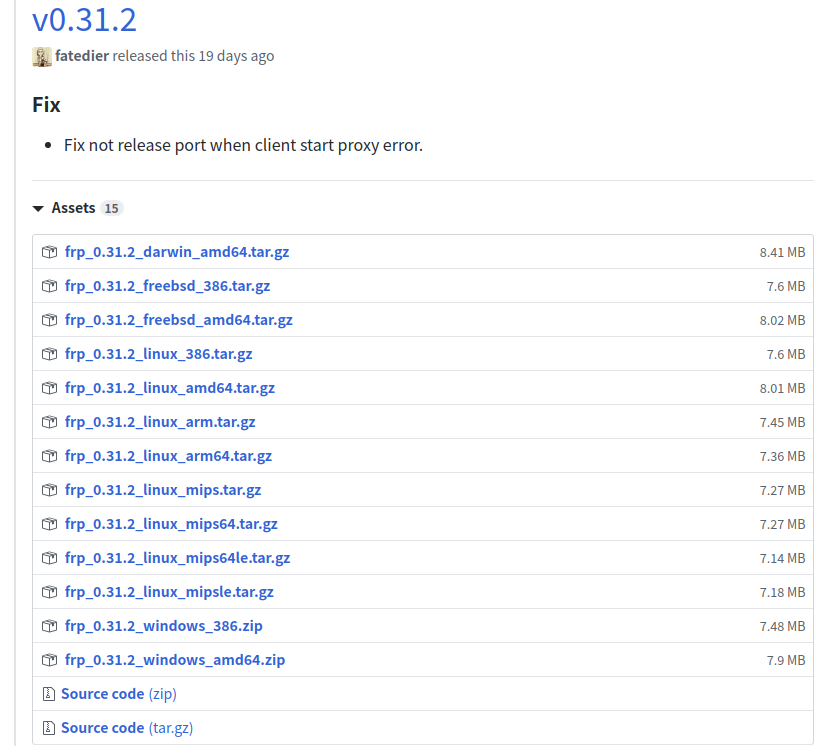 v0.31.2
fatedier released this 19 days ago
Fix
Fix not release port when client start proxy error.
Assets 15
frp_0.31.2_darwin_amd64.tar.gz 8.41 MB
frp_0.31.2_freebsd_386.tar.gz 7.6 MB
frp_0.31.2_freebsd_amd64.tar.gz 8.02 MB
frp_0.31.2_linux_386.tar.gz 7.6 MB
frp_0.31.2_linux_amd64.tar.gz 8.01 MB
frp_0.31.2_linux_arm.tar.gz 7.45 MB
frp_0.31.2_linux_arm64.tar.gz 7.36 MB
frp_0.31.2_linux_mips.tar.gz 7.27 MB
frp_0.31.2_linux_mips64.tar.gz 7.27 MB
frp_0.31.2_linux_mips64le.tar.gz 7.14 MB
frp_0.31.2_linux_mipsle.tar.gz 7.18 MB
frp_0.31.2_windows_386.zip 7.48 MB
frp_0.31.2_windows_amd64.zip 7.9 MB
Source code (zip)
Source code (tar.gz)